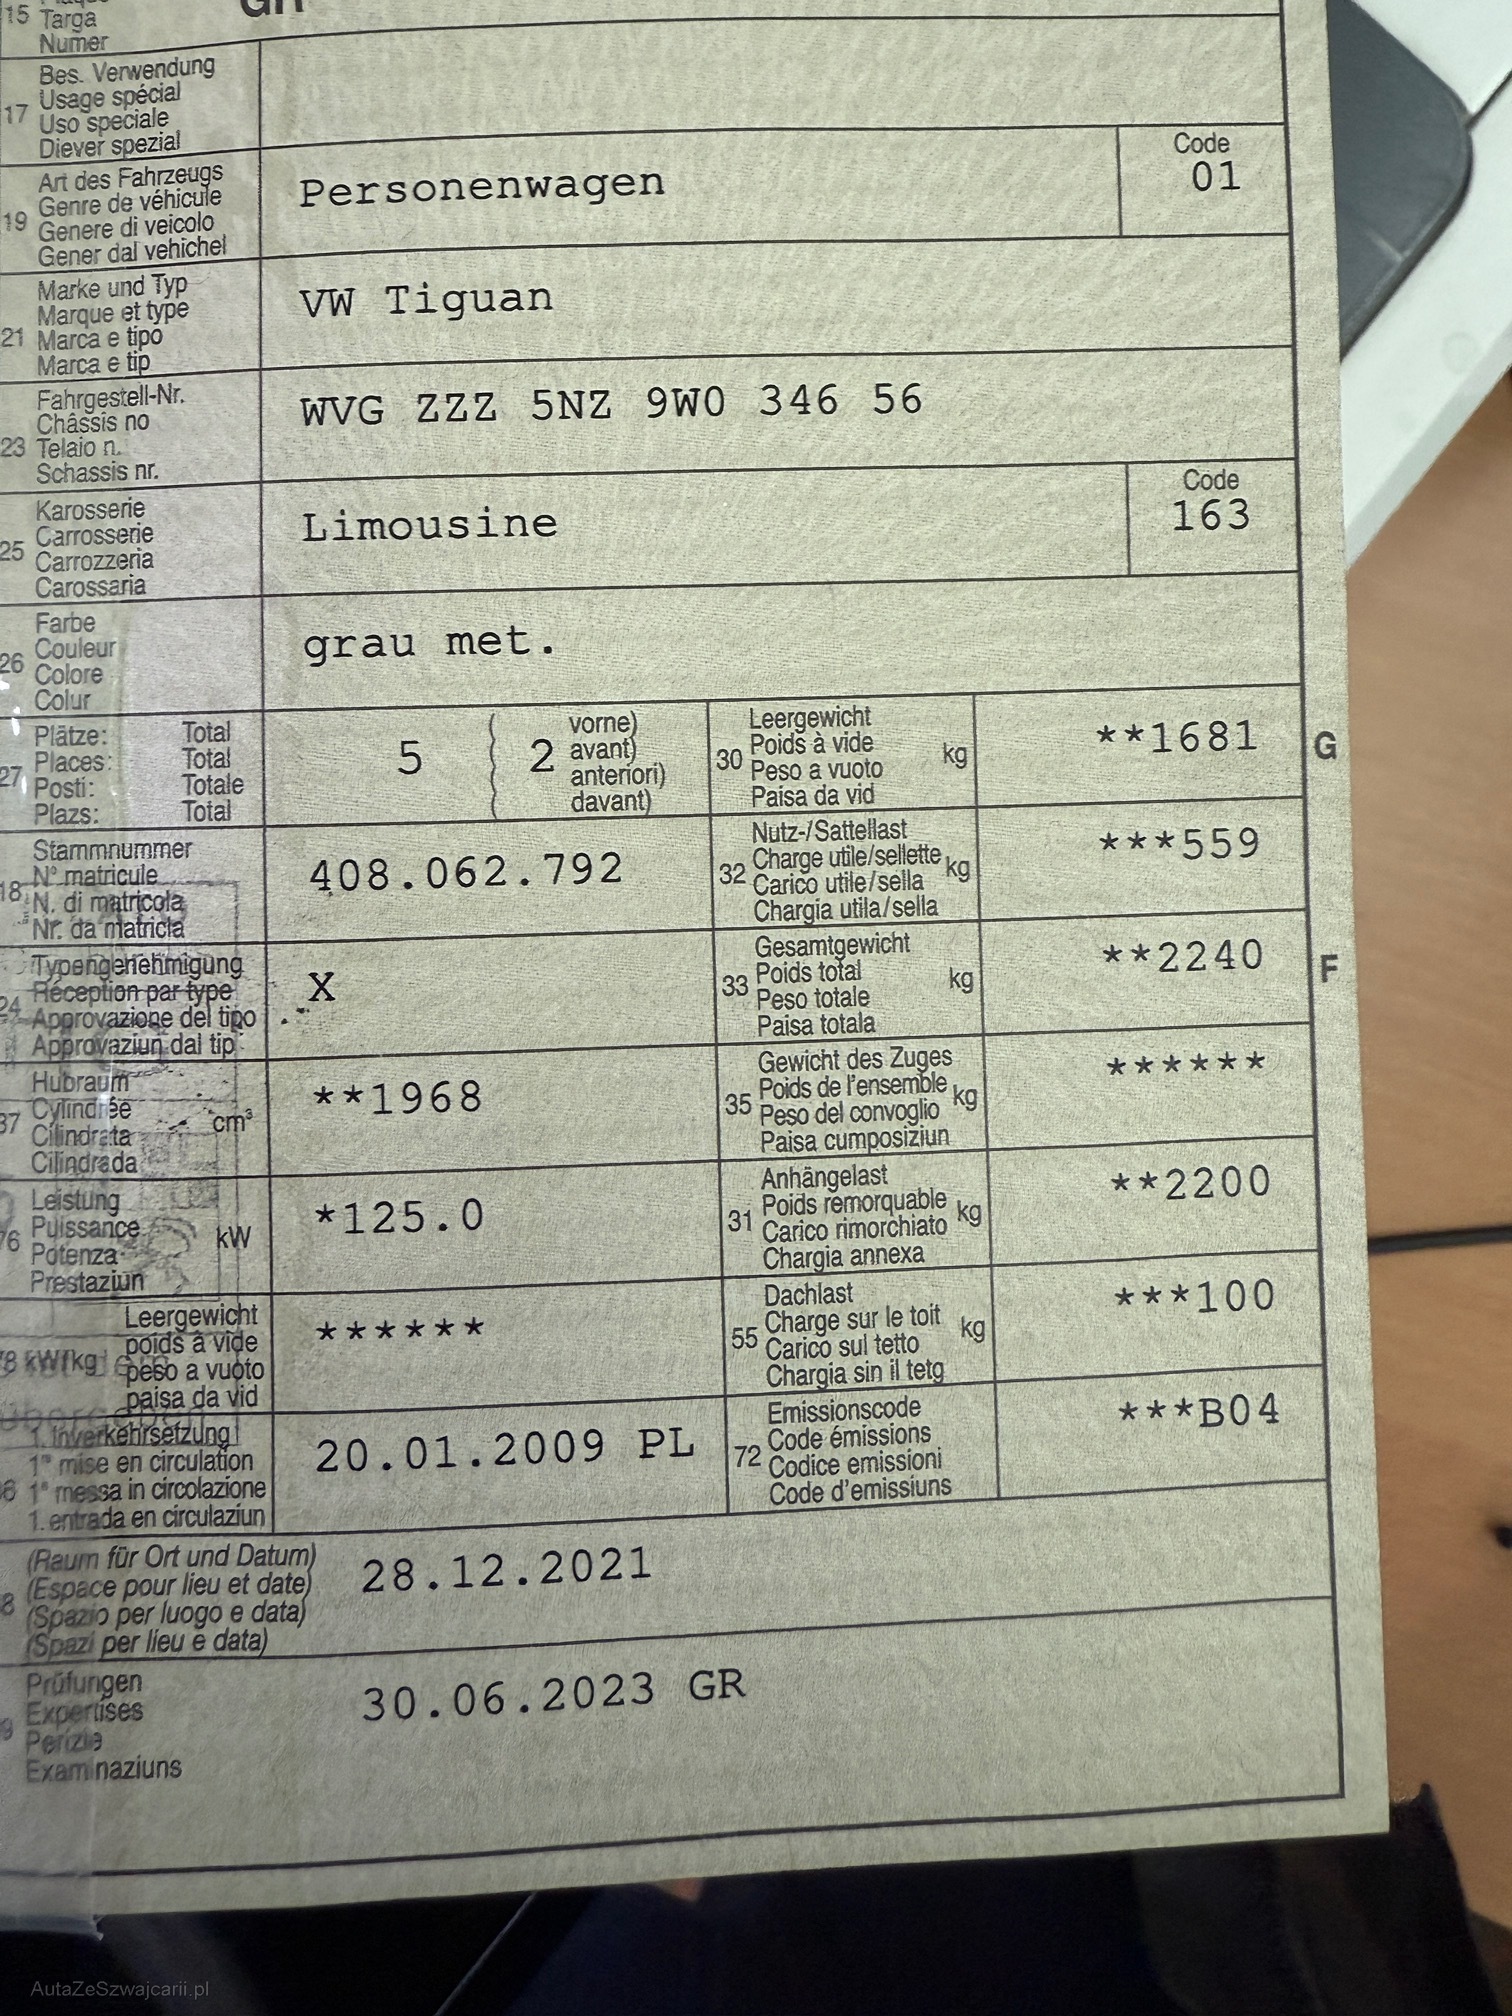 15 Targa
Numer
17 Bes. Verwendung
Usage spécial
Uso speciale
Diever spezial
19 Art des Fahrzeugs
Genre de véhicule
Genere di veicolo
Gener dal vehichel
Personenwagen
Code
01
21 Marke und Typ
Marque et type
Marca e tipo
Marca e tip
VW Tiguan
23 Fahrgestell-Nr.
Châssis no
Telaio n.
Schassis nr.
WVG ZZZ 5NZ 9W0 346 56
25 Karosserie
Carrosserie
Carrozzeria
Carossaria
Limousine
Code
163
26 Farbe
Couleur
Colore
Colur
grau met.
27 Plätze: Total
Places: Total
Posti: Totale
Plazs: Total
5 2 vorne)
avant)
anteriori)
davant)
30 Leergewicht
Poids à vide
Peso a vuoto
Paisa da vid
kg
**1681
G
18 Stammnummer
N° matricule
N. di matricola
Nr. da matricla
408.062.792
32 Nutz-/Sattellast
Charge utile/sellette
Carico utile/sella
Chargia utila/sella
kg
***559
24 Typengenehmigung
Réception par type
Approvazione del tipo
Approvaziun dal tip
X
33 Gesamtgewicht
Poids total
Peso totale
Paisa totala
kg
**2240
F
37 Hubraum
Cylindrée
Cilindrata
Cilindrada
cm³
**1968
35 Gewicht des Zuges
Poids de l'ensemble
Peso del convoglio
Paisa cumposiziun
kg
******
76 Leistung
Puissance
Potenza
Prestaziun
kW
*125.0
31 Anhängelast
Poids remorquable
Carico rimorchiato
Chargia annexa
kg
**2200
kW/kg Leergewicht
poids à vide
peso a vuoto
paisa da vid
******
55 Dachlast
Charge sur le toit
Carico sul tetto
Chargia sin il tetg
kg
***100
1. Inverkehrsetzung
1re mise en circulation
1a messa in circolazione
1. entrada en circulaziun
20.01.2009 PL
72 Emissionscode
Code émissions
Codice emissioni
Code d'emissiuns
***B04
(Raum für Ort und Datum)
(Espace pour lieu et date)
(Spazio per luogo e data)
(Spazi per lieu e data)
28.12.2021
Prüfungen
Expertises
Perizie
Examinaziuns
30.06.2023 GR
AutaZeSzwajcarii.pl